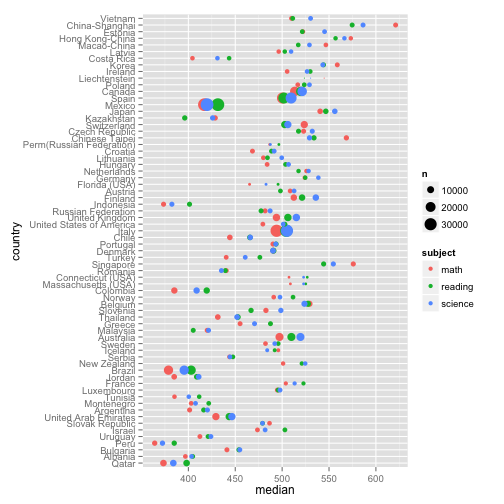 Vietnam
China-Shanghai
Estonia
Hong Kong-China
Macao-China
Latvia
Costa Rica
Korea
Ireland
Liechtenstein
Poland
Canada
Spain
Mexico
Japan
Kazakhstan
Switzerland
Czech Republic
Chinese Taipei
Perm(Russian Federation)
Croatia
Lithuania
Hungary
Netherlands
Germany
Florida (USA)
Austria
Finland
Indonesia
Russian Federation
United Kingdom
United States of America
Italy
Chile
Portugal
Denmark
Turkey
Singapore
Romania
Connecticut (USA)
Massachusetts (USA)
Colombia
Norway
Belgium
Slovenia
Thailand
Greece
Malaysia
Australia
Sweden
Iceland
Serbia
New Zealand
Brazil
Jordan
France
Luxembourg
Tunisia
Montenegro
Argentina
United Arab Emirates
Slovak Republic
Israel
Uruguay
Peru
Bulgaria
Albania
Qatar
country
400 450 500 550 600
median
n
10000
20000
30000
subject
math
reading
science